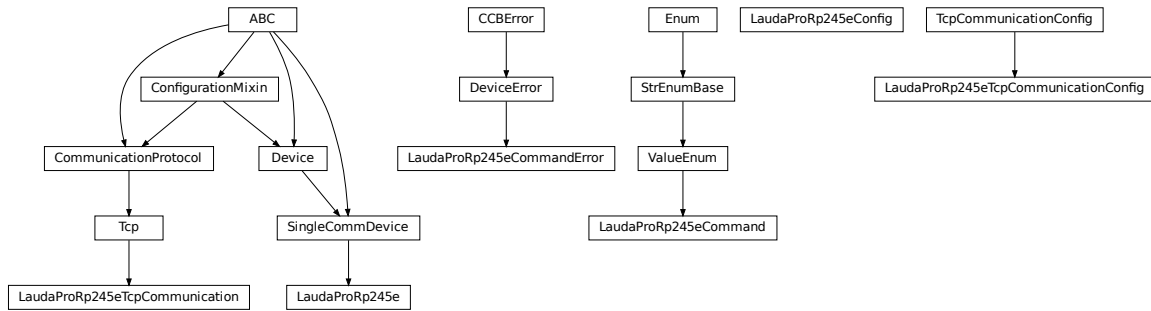 ABC
CCBError
Enum
LaudaProRp245eConfig
TcpCommunicationConfig
ConfigurationMixin
DeviceError
StrEnumBase
LaudaProRp245eTcpCommunicationConfig
CommunicationProtocol
Device
LaudaProRp245eCommandError
ValueEnum
Tcp
SingleCommDevice
LaudaProRp245eCommand
LaudaProRp245eTcpCommunication
LaudaProRp245e